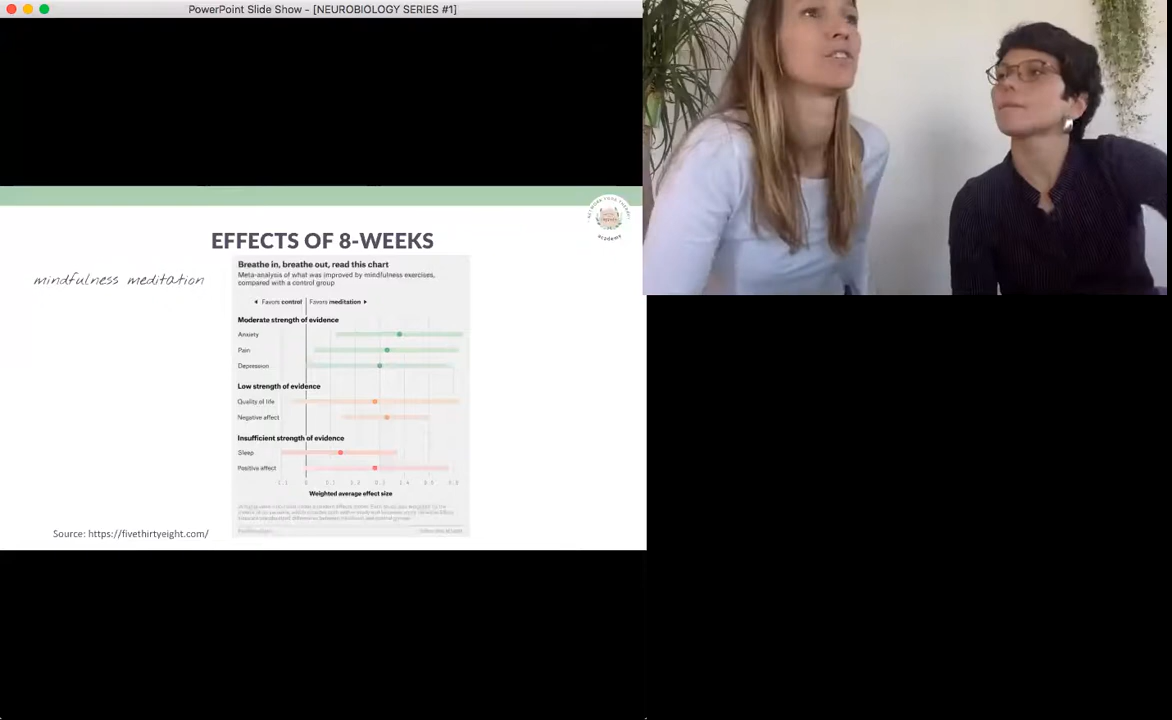 PowerPoint Slide Show - [NEUROBIOLOGY SERIES #1]
academy
EFFECTS OF 8-WEEKS
mindfulness meditation
Breathe in, breathe out, read this chart
Meta-analysis of what was improved by mindfulness exercises,
compared with a control group
Favors control Favors meditation
Moderate strength of evidence
Anxiety
Pain
Depression
Low strength of evidence
Quality of life
Negative affect
Insufficient strength of evidence
Sleep
Positive affect
Weighted average effect size
Source: https://fivethirtyeight.com/